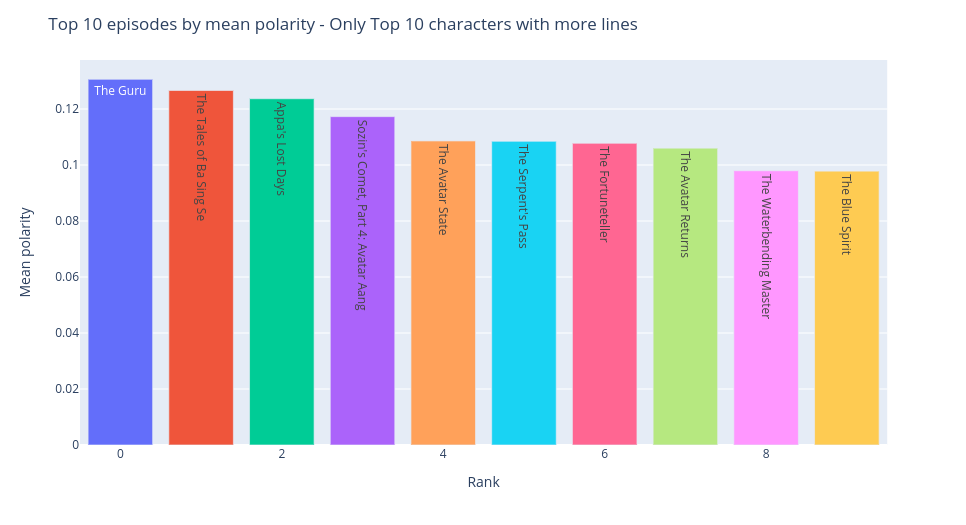 Top 10 episodes by mean polarity - Only Top 10 characters with more lines
Mean polarity
0.12
0.1
0.08
0.06
0.04
0.02
0
The Guru
The Tales of Ba Sing Se
Appa's Lost Days
Sozin's Comet, Part 4: Avatar Aang
The Avatar State
The Serpent's Pass
The Fortuneteller
The Avatar Returns
The Waterbending Master
The Blue Spirit
0
2
4
6
8
Rank